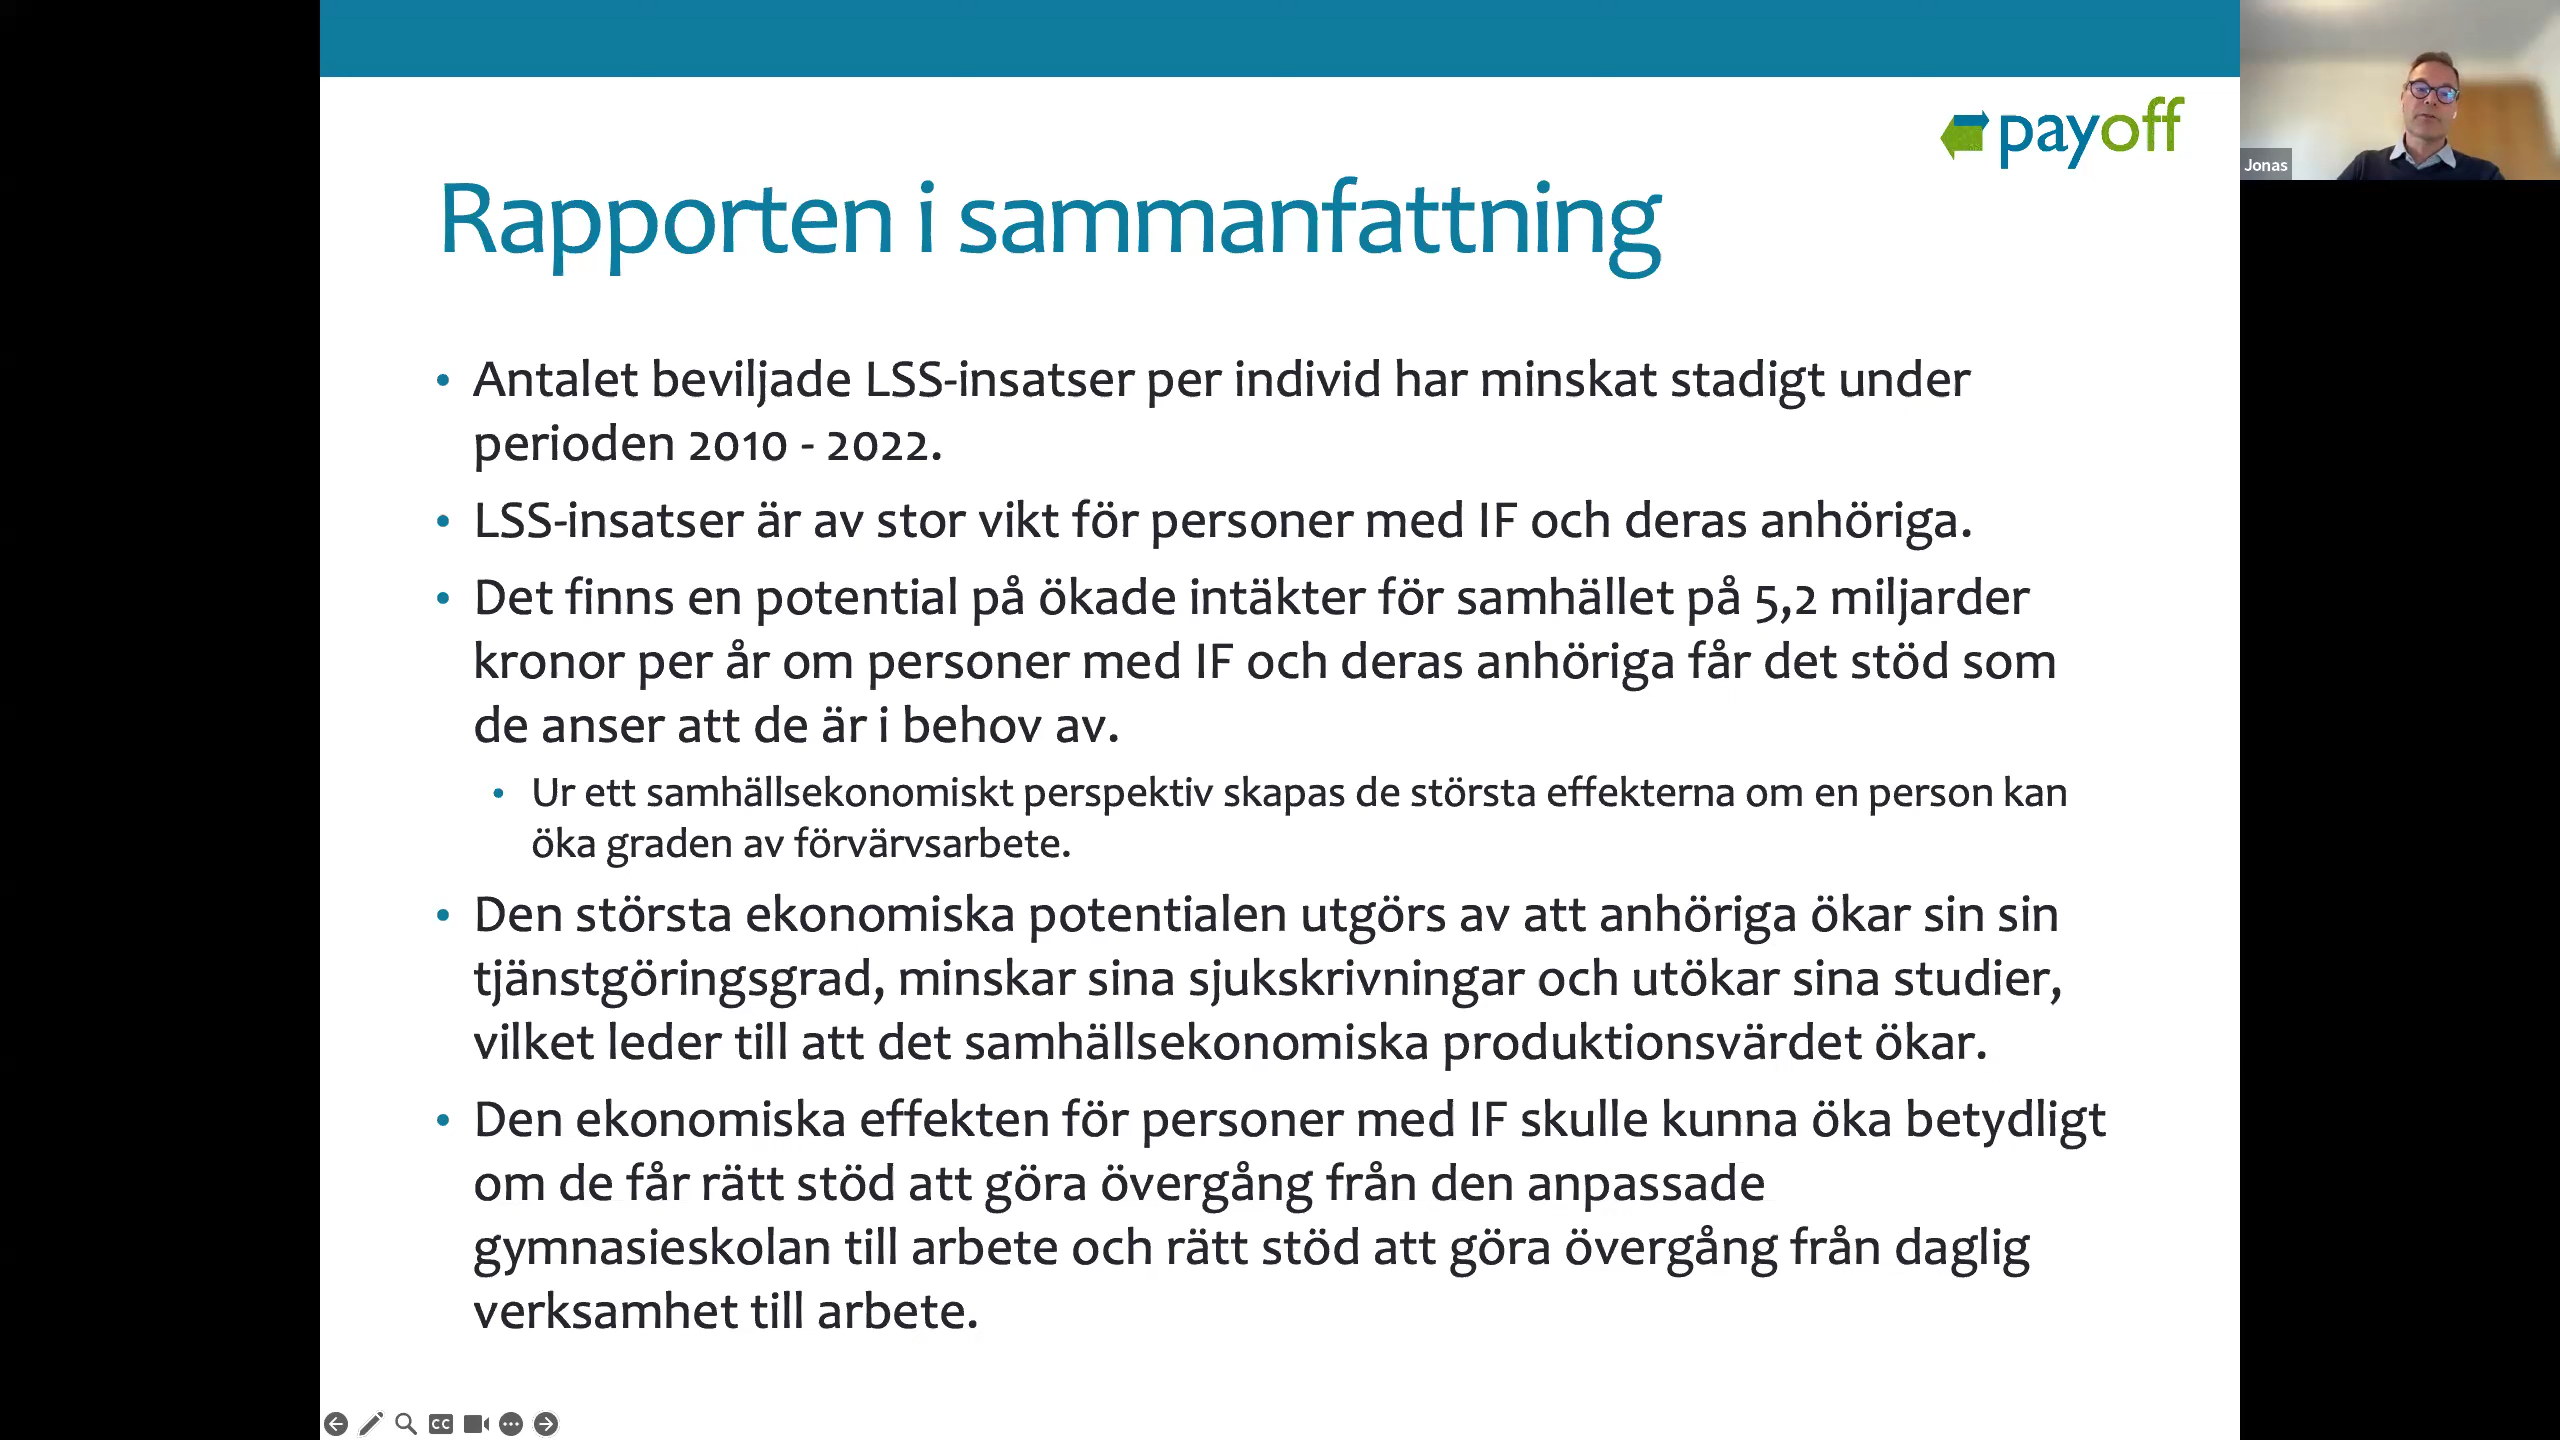 payoff
Jonas
Rapporten i sammanfattning
• Antalet beviljade LSS-insatser per individ har minskat stadigt under
perioden 2010 - 2022.
• LSS-insatser är av stor vikt för personer med IF och deras anhöriga.
• Det finns en potential på ökade intäkter för samhället på 5,2 miljarder
kronor per år om personer med IF och deras anhöriga får det stöd som
de anser att de är i behov av.
• Ur ett samhällsekonomiskt perspektiv skapas de största effekterna om en person kan
öka graden av förvärvsarbete.
• Den största ekonomiska potentialen utgörs av att anhöriga ökar sin sin
tjänstgöringsgrad, minskar sina sjukskrivningar och utökar sina studier,
vilket leder till att det samhällsekonomiska produktionsvärdet ökar.
• Den ekonomiska effekten för personer med IF skulle kunna öka betydligt
om de får rätt stöd att göra övergång från den anpassade
gymnasieskolan till arbete och rätt stöd att göra övergång från daglig
verksamhet till arbete.
CC